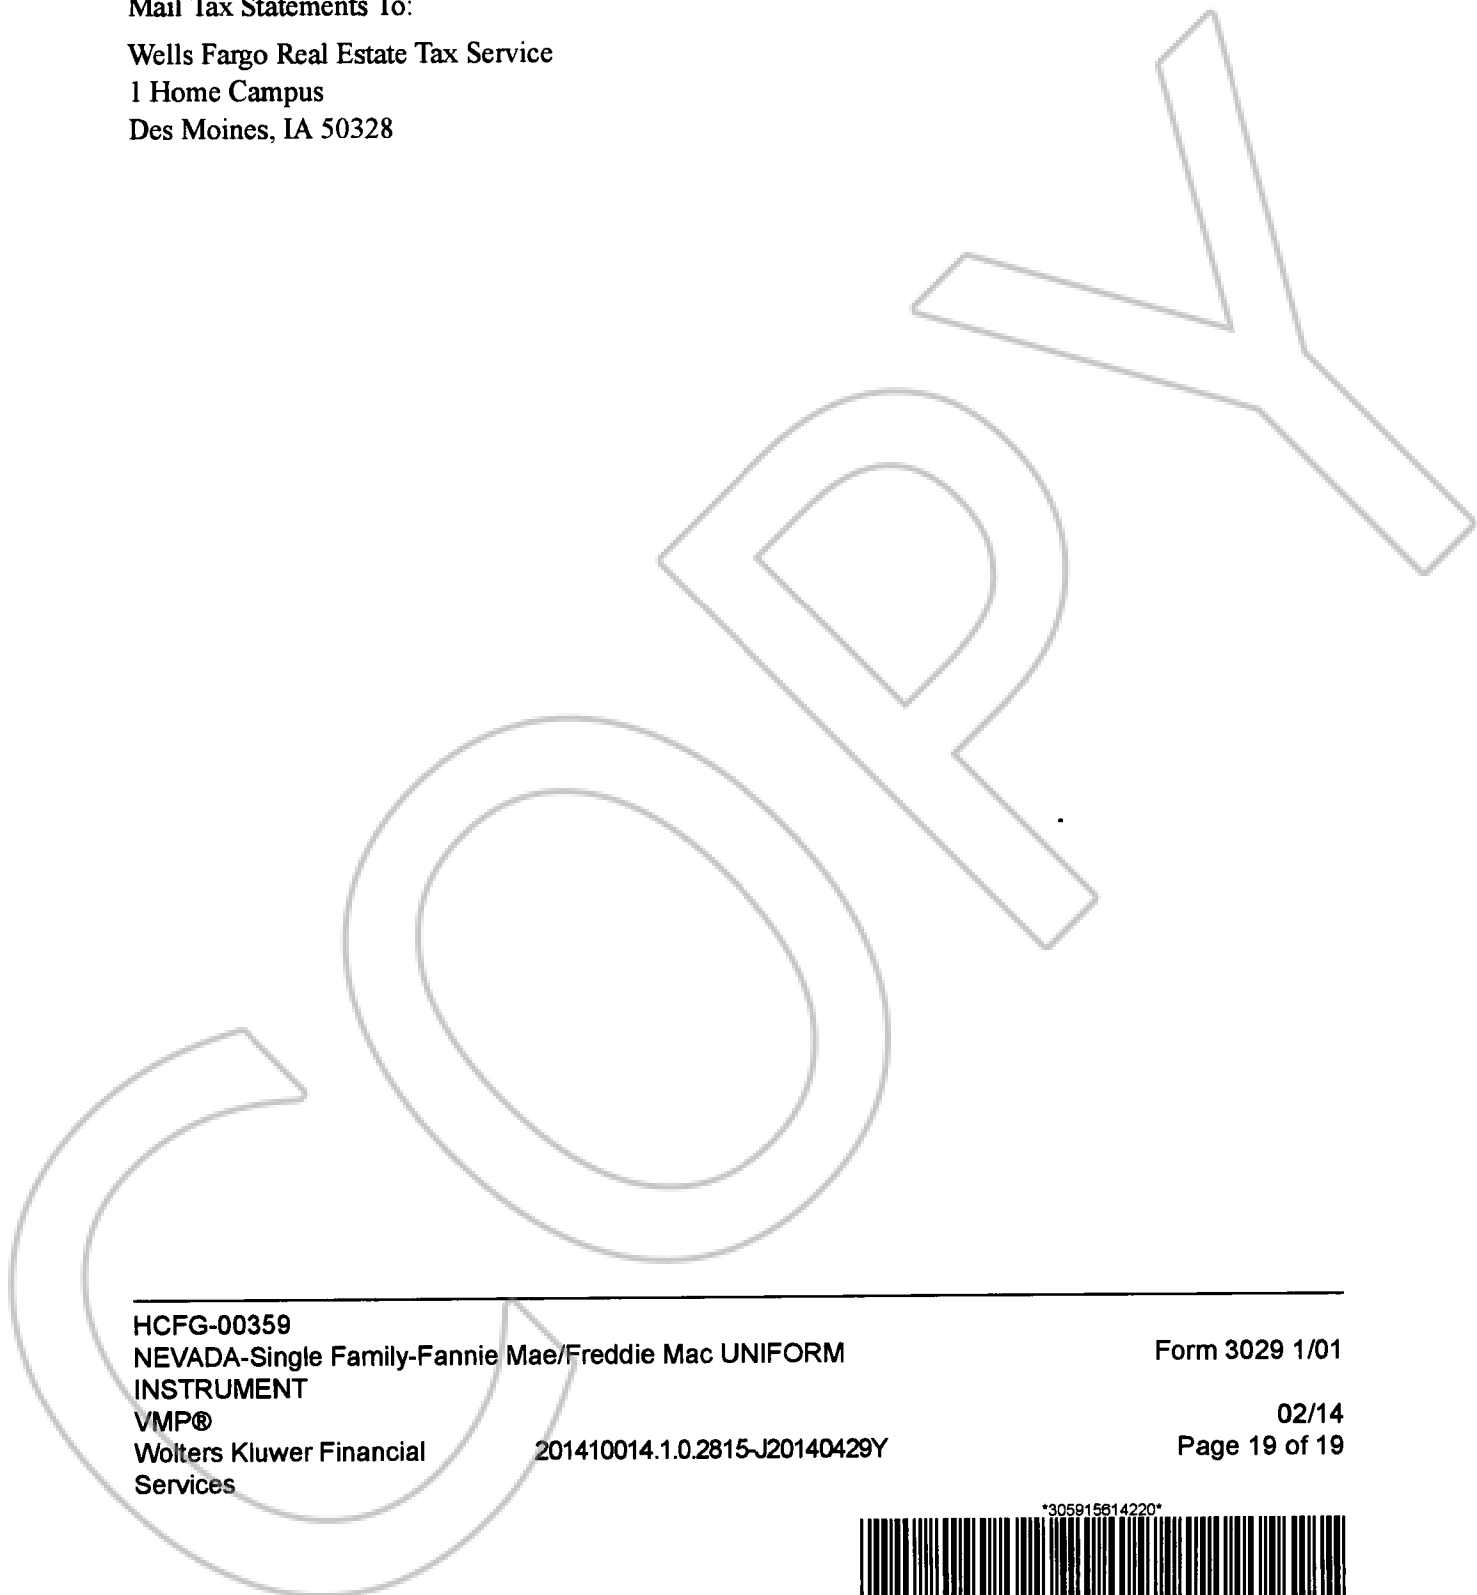 Mail Tax Statements To:
Wells Fargo Real Estate Tax Service
1 Home Campus
Des Moines, IA 50328
COPY
HCFG-00359
NEVADA-Single Family-Fannie Mae/Freddie Mac UNIFORM Form 3029 1/01
INSTRUMENT
VMP® 02/14
Wolters Kluwer Financial 201410014.1.0.2815-J20140429Y Page 19 of 19
Services
*305915614220*